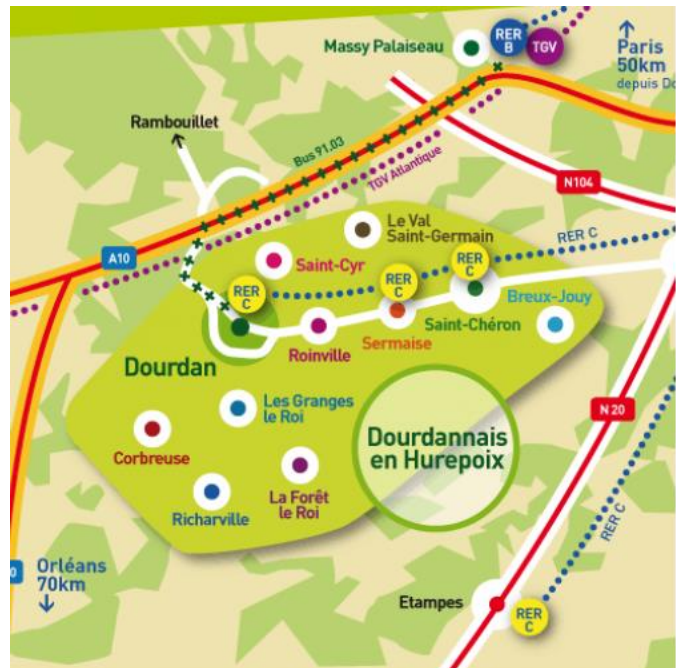 Massy Palaiseau
RER
B
TGV
Paris
50km
depuis Do
Rambouillet
Bus 91.03
TGV Atlantique
N104
A10
Le Val
Saint-Germain
RER C
Saint-Cyr
RER
C
RER
C
RER
C
Breux-Jouy
Saint-Chéron
Roinville
Sermaise
Dourdan
Les Granges
le Roi
N 20
Dourdannais
en Hurepoix
Corbreuse
La Forêt
le Roi
Richarville
RER C
Orléans
70km
0
Etampes
RER
C